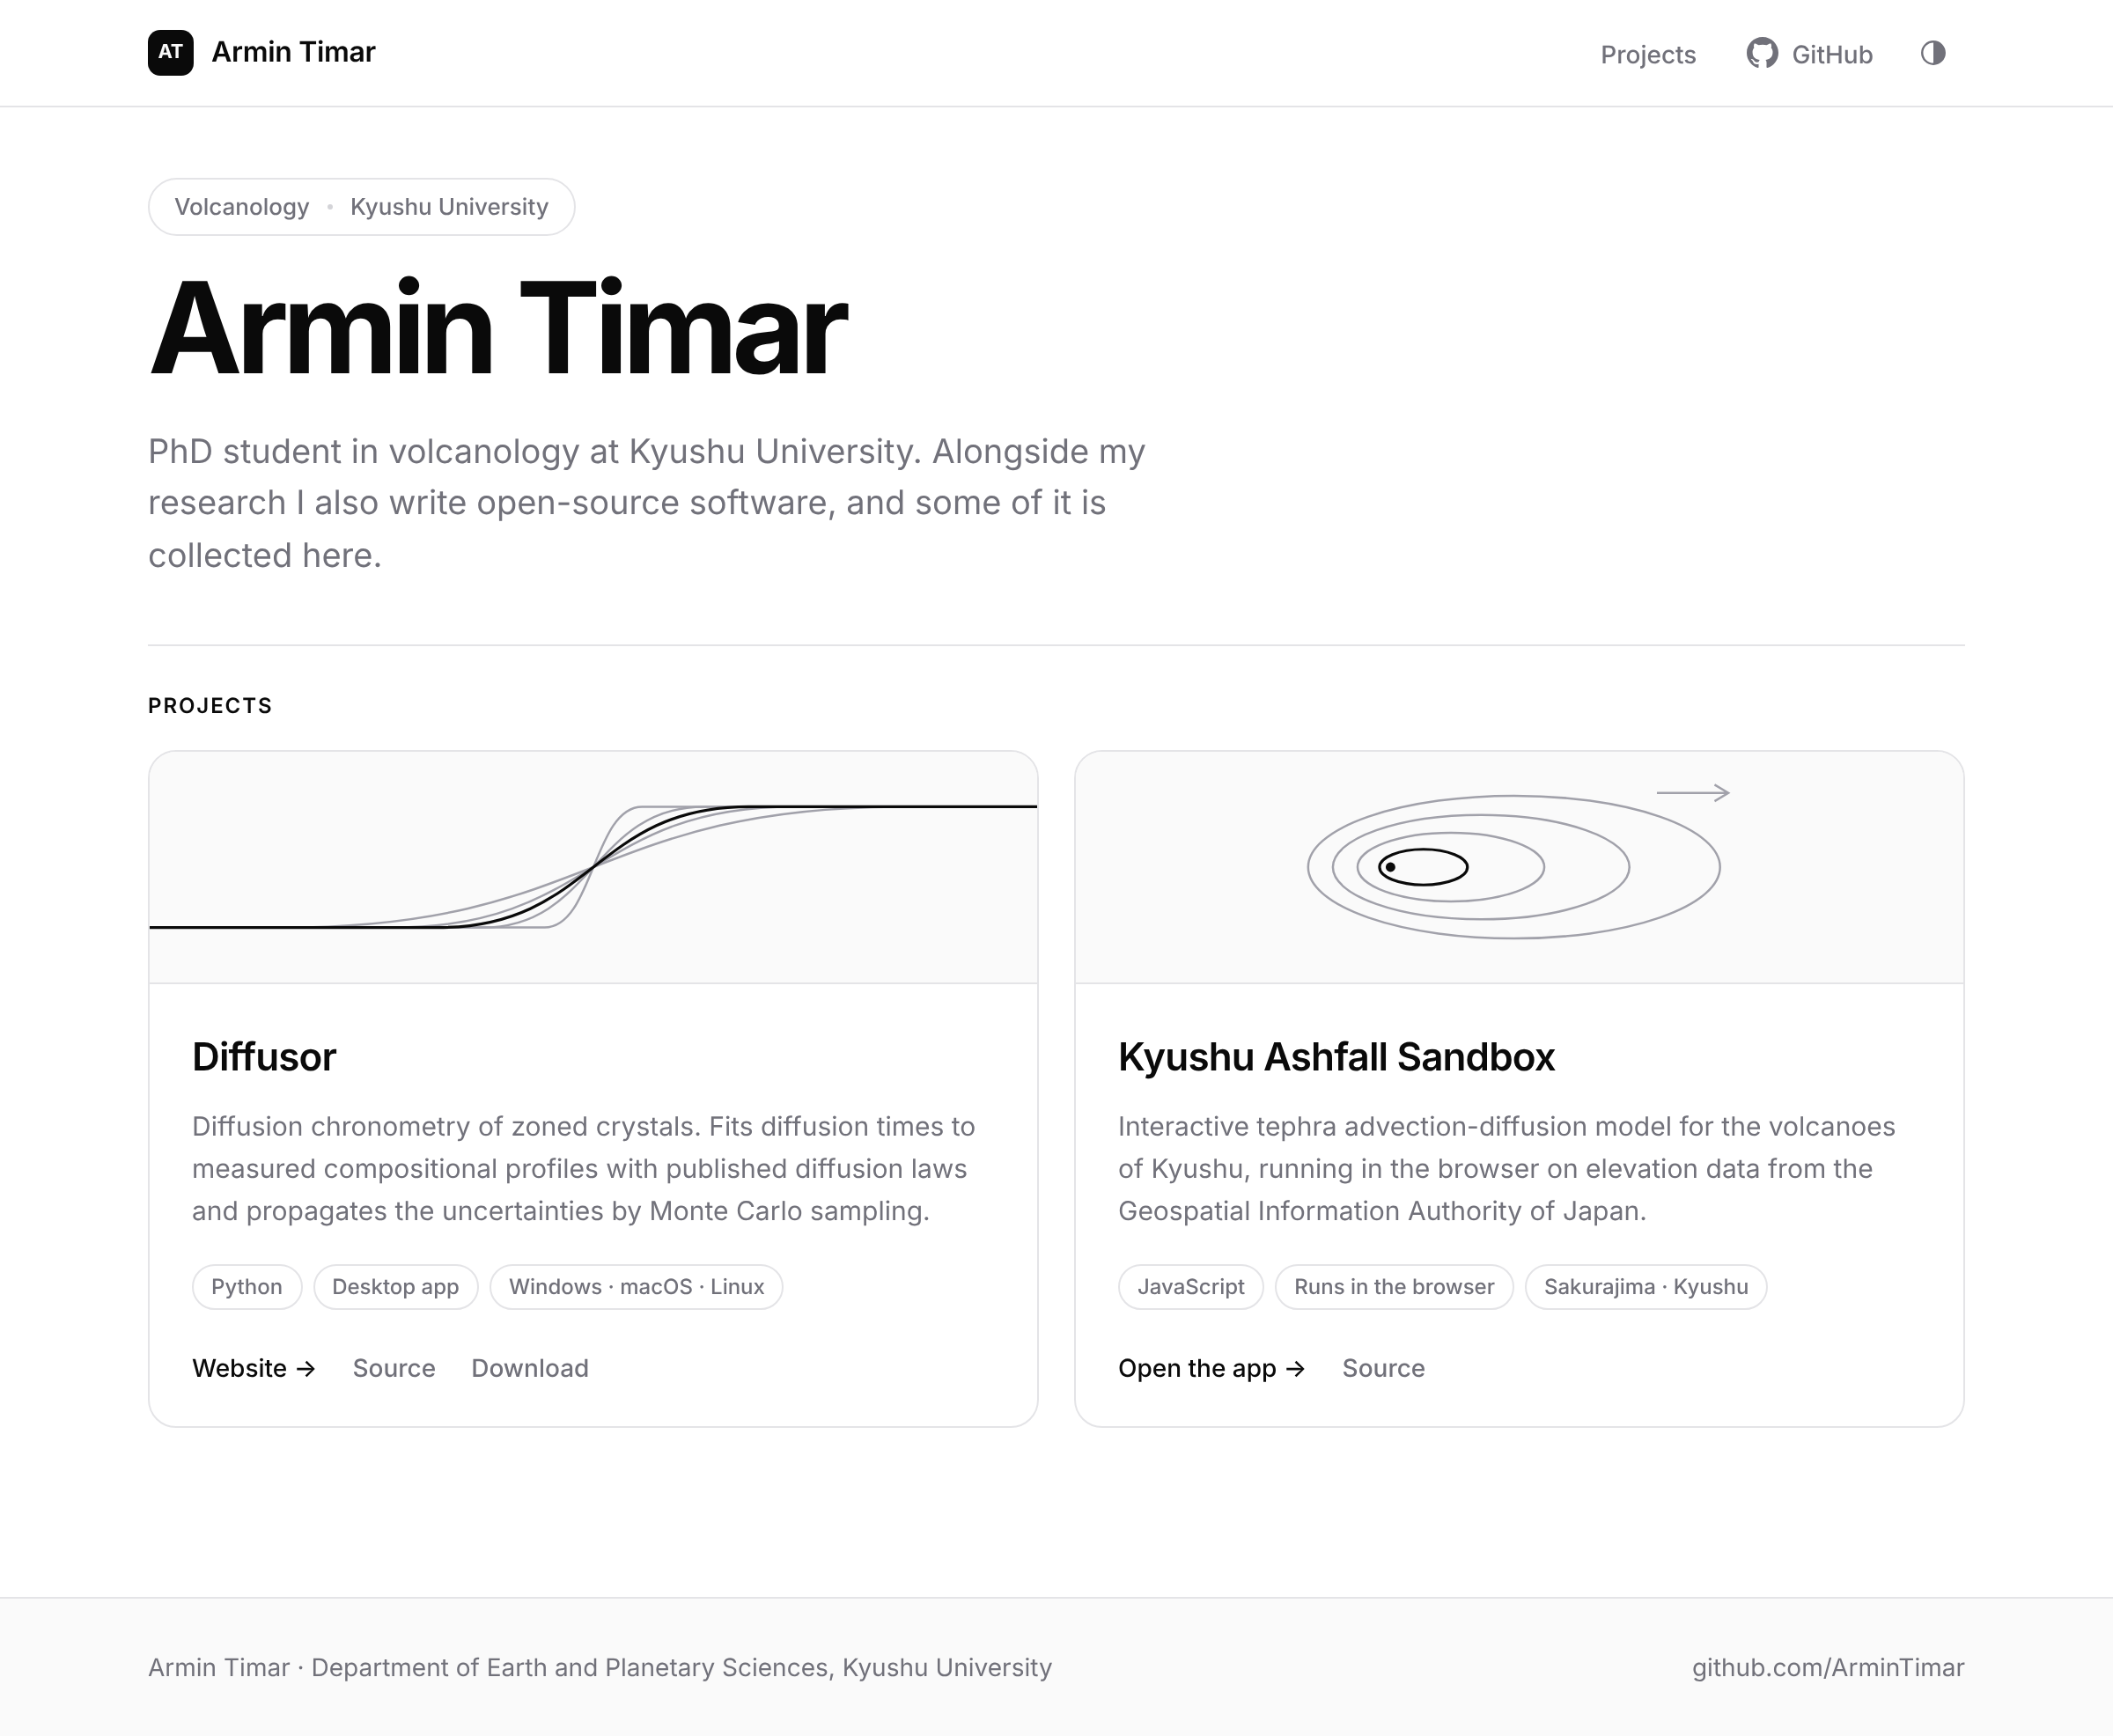 AT Armin Timar
Projects GitHub
Volcanology • Kyushu University
Armin Timar
PhD student in volcanology at Kyushu University. Alongside my
research I also write open-source software, and some of it is
collected here.
PROJECTS
Diffusor
Diffusion chronometry of zoned crystals. Fits diffusion times to
measured compositional profiles with published diffusion laws
and propagates the uncertainties by Monte Carlo sampling.
Python
Desktop app
Windows · macOS · Linux
Website → Source Download
Kyushu Ashfall Sandbox
Interactive tephra advection-diffusion model for the volcanoes
of Kyushu, running in the browser on elevation data from the
Geospatial Information Authority of Japan.
JavaScript
Runs in the browser
Sakurajima · Kyushu
Open the app → Source
Armin Timar · Department of Earth and Planetary Sciences, Kyushu University
github.com/ArminTimar